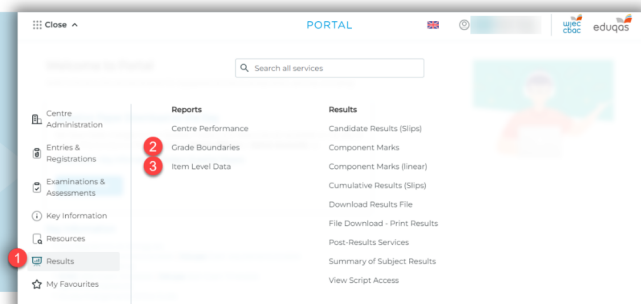 Close
PORTAL
wjec
cbac
eduqas
Search all services
Centre
Administration
Entries &
Registrations
Examinations &
Assessments
Key Information
Resources
1
Results
My Favourites
Reports
Centre Performance
2
Grade Boundaries
3
Item Level Data
Results
Candidate Results (Slips)
Component Marks
Component Marks (linear)
Cumulative Results (Slips)
Download Results File
File Download - Print Results
Post-Results Services
Summary of Subject Results
View Script Access